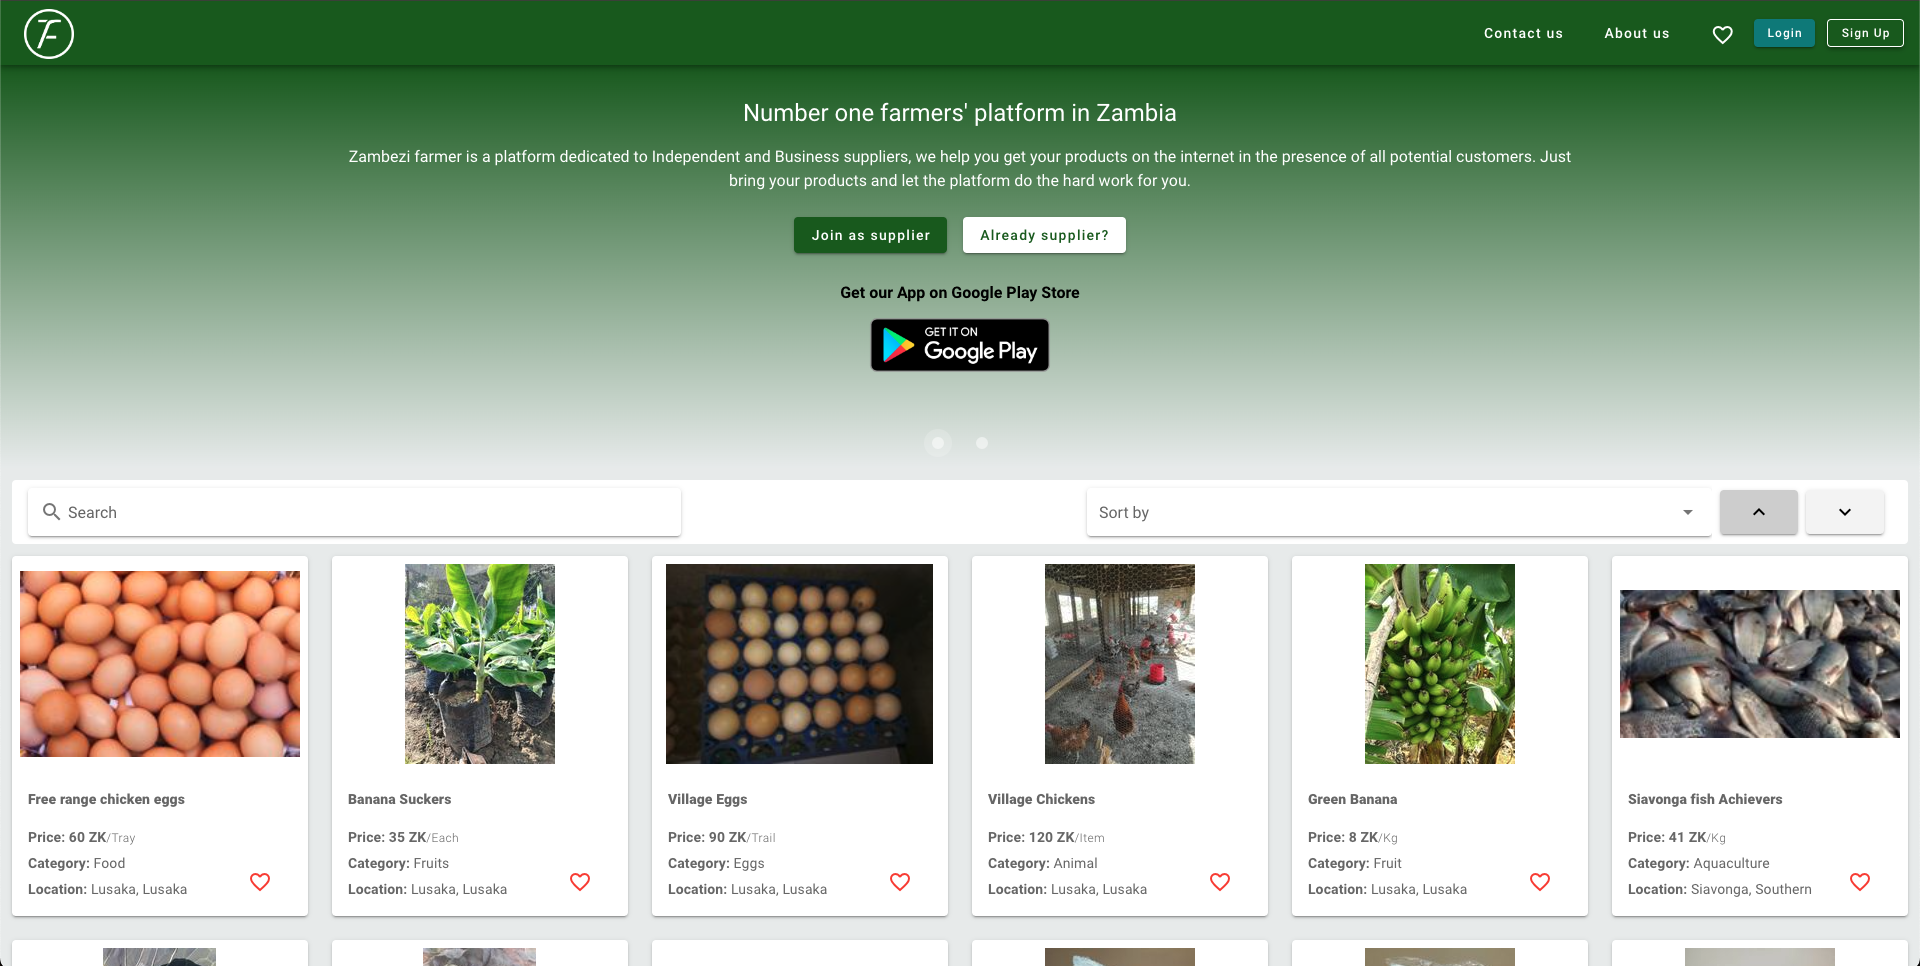 Contact us
About us
Login
Sign Up
Number one farmers' platform in Zambia
Zambezi farmer is a platform dedicated to Independent and Business suppliers, we help you get your products on the internet in the presence of all potential customers. Just
bring your products and let the platform do the hard work for you.
Join as supplier
Already supplier?
Get our App on Google Play Store
GET IT ON
Google Play
Search
Sort by
Free range chicken eggs
Price: 60 ZK/Tray
Category: Food
Location: Lusaka, Lusaka
Banana Suckers
Price: 35 ZK/Each
Category: Fruits
Location: Lusaka, Lusaka
Village Eggs
Price: 90 ZK/Trail
Category: Eggs
Location: Lusaka, Lusaka
Village Chickens
Price: 120 ZK/Item
Category: Animal
Location: Lusaka, Lusaka
Green Banana
Price: 8 ZK/Kg
Category: Fruit
Location: Lusaka, Lusaka
Siavonga fish Achievers
Price: 41 ZK/Kg
Category: Aquaculture
Location: Siavonga, Southern